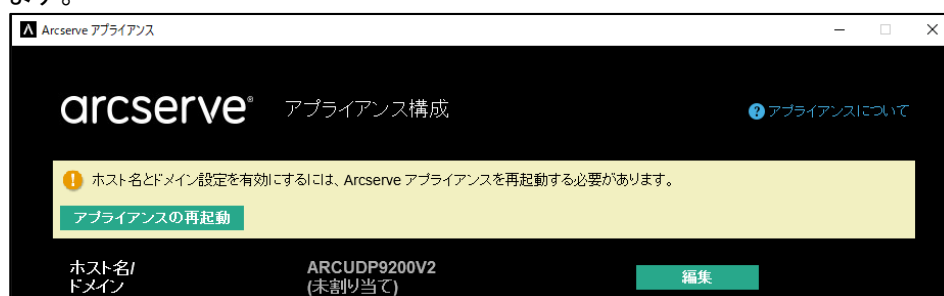 ます。
Arcserve アプライアンス
arcserve® アプライアンス構成
? アプライアンスについて
! ホスト名とドメイン設定を有効にするには、Arcserve アプライアンスを再起動する必要があります。
アプライアンスの再起動
ホスト名/ ARCUDP9200V2
ドメイン (未割り当て)
編集